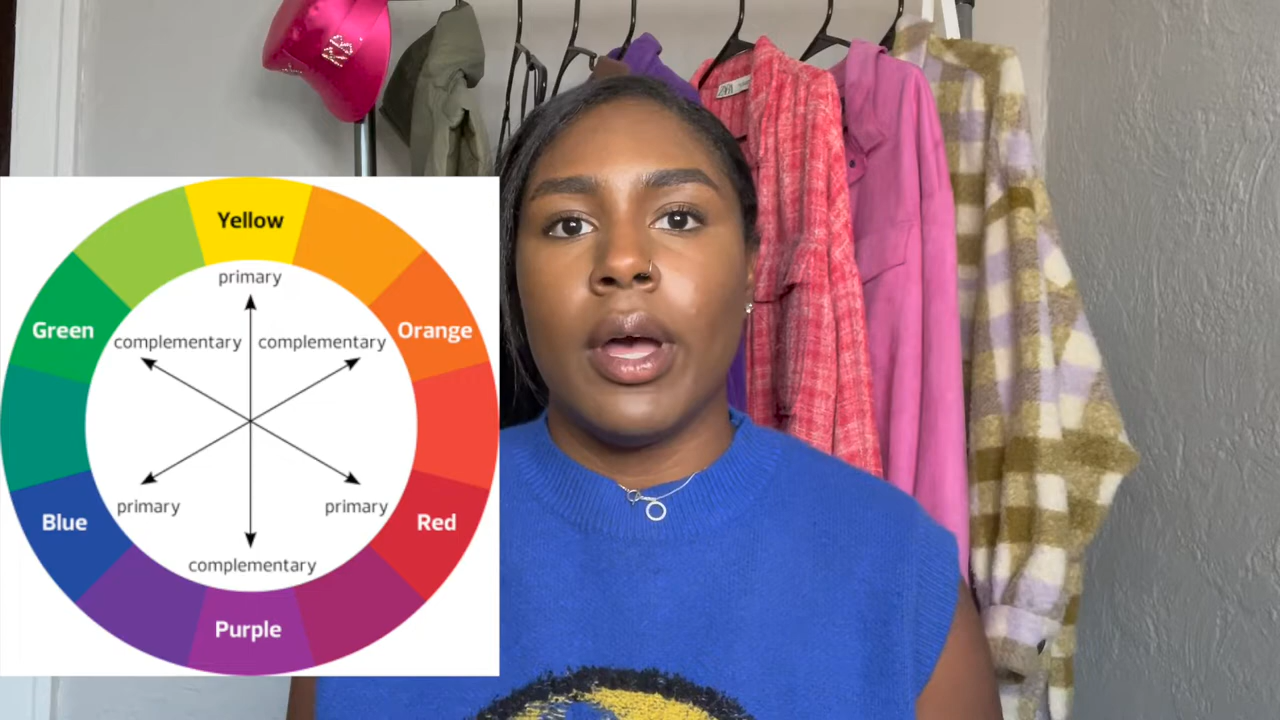 Yellow
primary
Green
complementary
complementary
Orange
primary
primary
Blue
Red
complementary
Purple